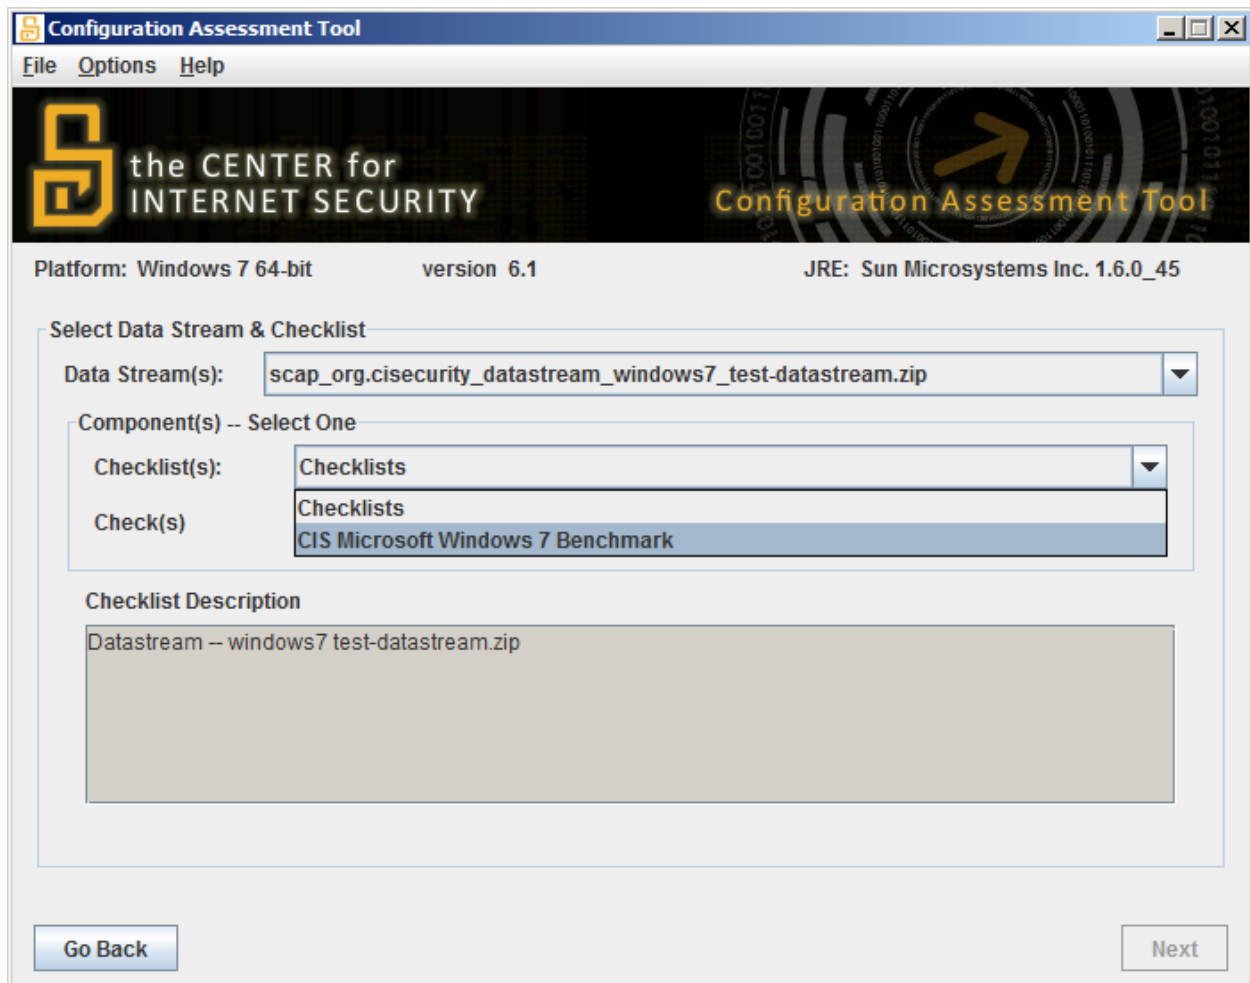 Configuration Assessment Tool
File Options Help
the CENTER for
INTERNET SECURITY
Configuration Assessment Tool
Platform: Windows 7 64-bit version 6.1 JRE: Sun Microsystems Inc. 1.6.0_45
Select Data Stream & Checklist
Data Stream(s): scap_org.cisecurity_datastream_windows7_test-datastream.zip
Component(s) -- Select One
Checklist(s): Checklists
Checklists
Check(s)
CIS Microsoft Windows 7 Benchmark
Checklist Description
Datastream -- windows7 test-datastream.zip
Go Back Next